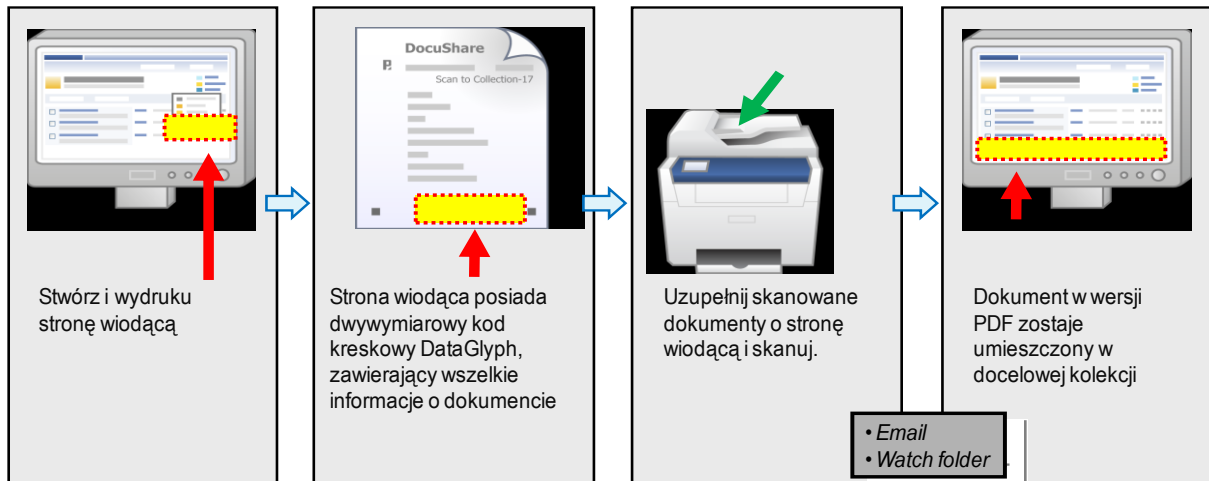 Stwórz i wydruku
stronę wiodącą
DocuShare
Scan to Collection-17
Strona wiodąca posiada
dwywymiarowy kod
kreskowy DataGlyph,
zawierający wszelkie
informacje o dokumencie
Uzupełnij skanowane
dokumenty o stronę
wiodącą i skanuj.
• Email
• Watch folder
Dokument w wersji
PDF zostaje
umieszczony w
docelowej kolekcji